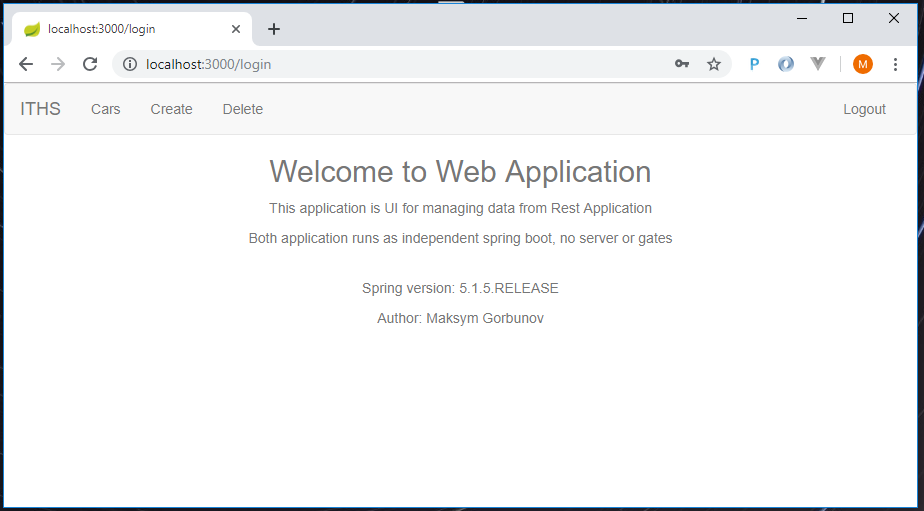 localhost:3000/login
localhost:3000/login
P
M
ITHS Cars Create Delete Logout
Welcome to Web Application
This application is UI for managing data from Rest Application
Both application runs as independent spring boot, no server or gates
Spring version: 5.1.5.RELEASE
Author: Maksym Gorbunov